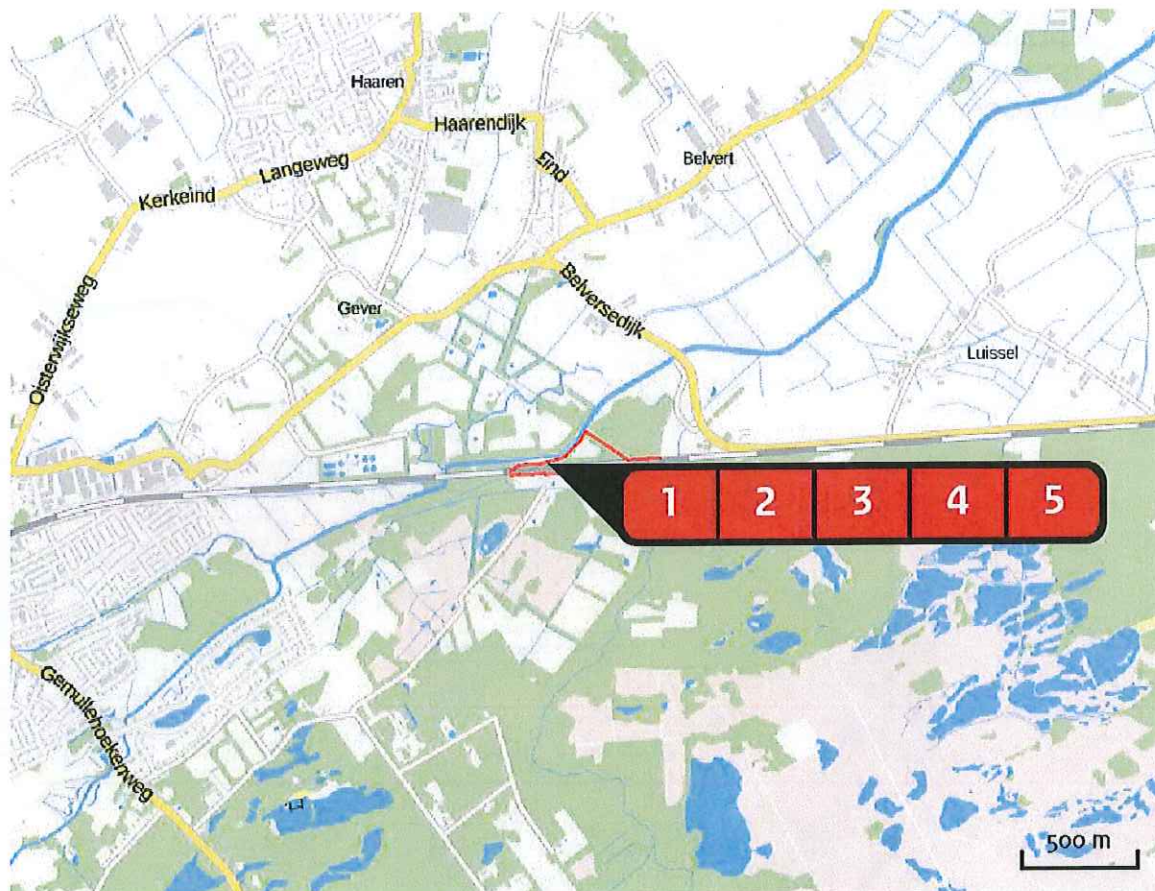 Haaren
Haarendijk
Langeweg
Eind
Belvert
Kerkeind
Oisterwijkseweg
Gever
Belversedijk
Luissel
1 2 3 4 5
Gemullehoekenweg
500 m